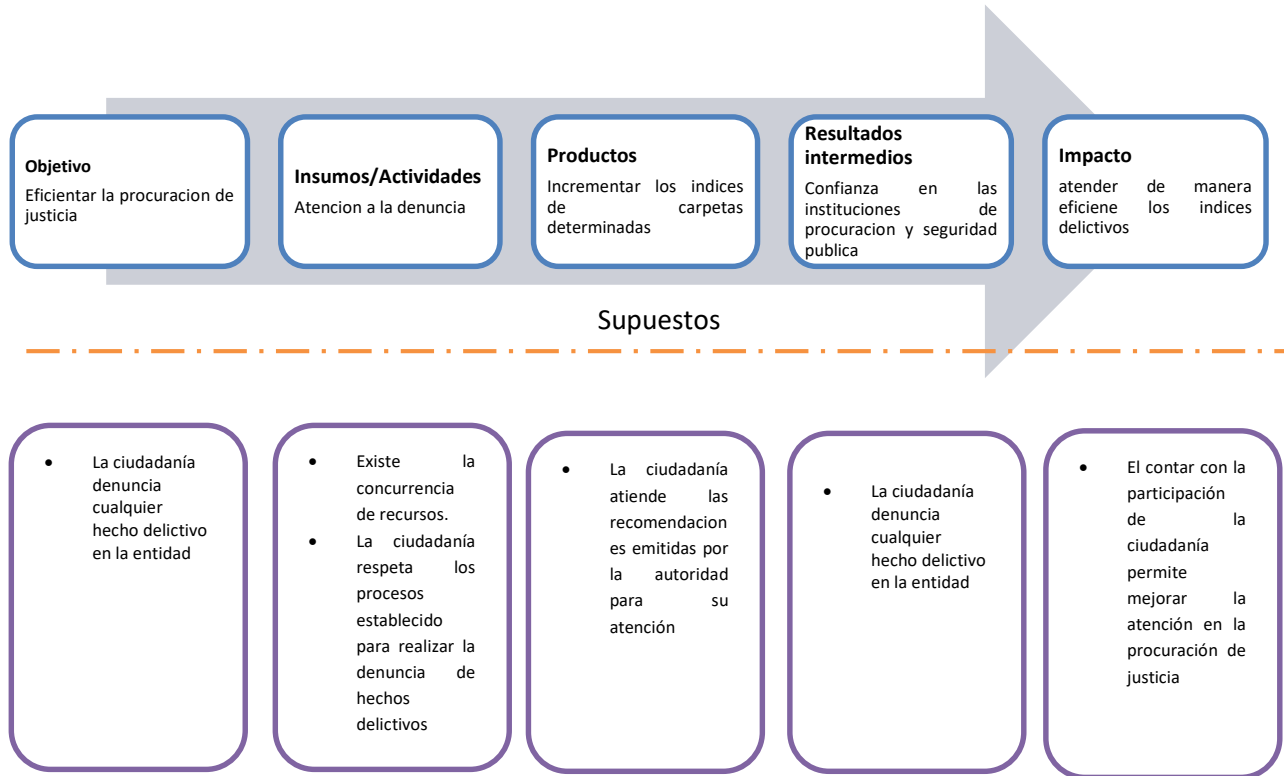 Objetivo
Eficientar la procuracion de
justicia
Insumos/Actividades
Atencion a la denuncia
Productos
Incrementar los indices
de carpetas
determinadas
Resultados
intermedios
Confianza en las
instituciones de
procuracion y seguridad
publica
Impacto
atender de manera
eficiene los indices
delictivos
Supuestos
• La ciudadanía
denuncia
cualquier
hecho delictivo
en la entidad
• Existe la
concurrencia
de recursos.
• La ciudadanía
respeta los
procesos
establecido
para realizar la
denuncia de
hechos
delictivos
• La ciudadanía
atiende las
recomendacion
es emitidas por
la autoridad
para su
atención
• La ciudadanía
denuncia
cualquier
hecho delictivo
en la entidad
• El contar con la
participación
de la
ciudadanía
permite
mejorar la
atención en la
procuración de
justicia